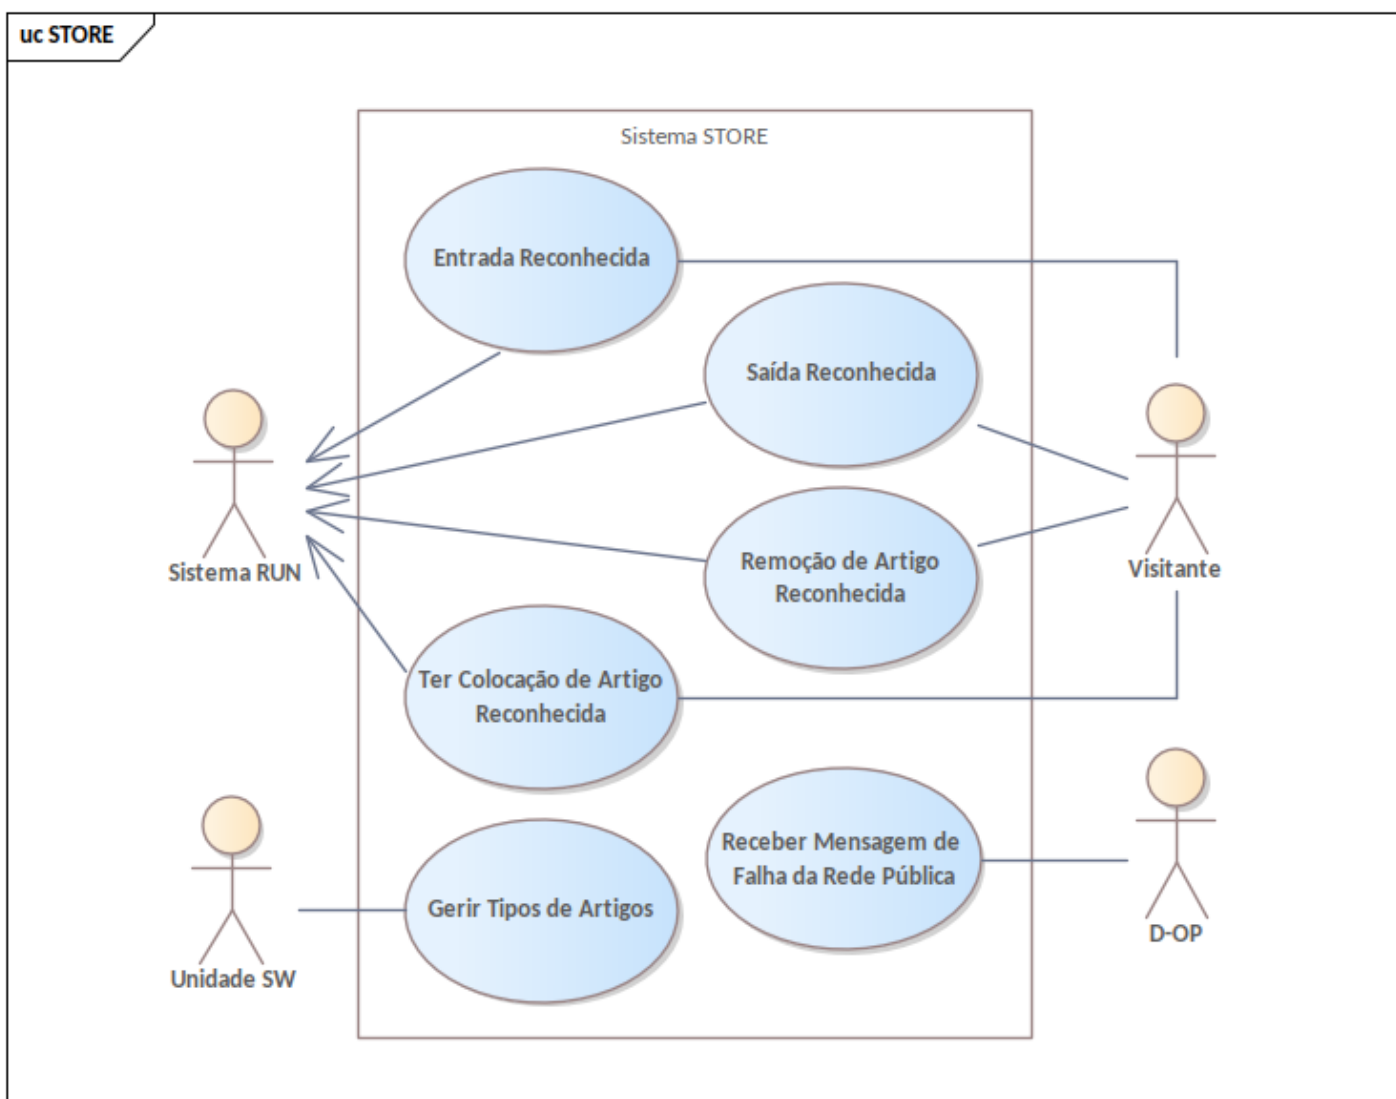 uc STORE
Sistema STORE
Entrada Reconhecida
Saída Reconhecida
Sistema RUN
Visitante
Remoção de Artigo
Reconhecida
Ter Colocação de Artigo
Reconhecida
Receber Mensagem de
Falha da Rede Pública
Gerir Tipos de Artigos
D-OP
Unidade SW